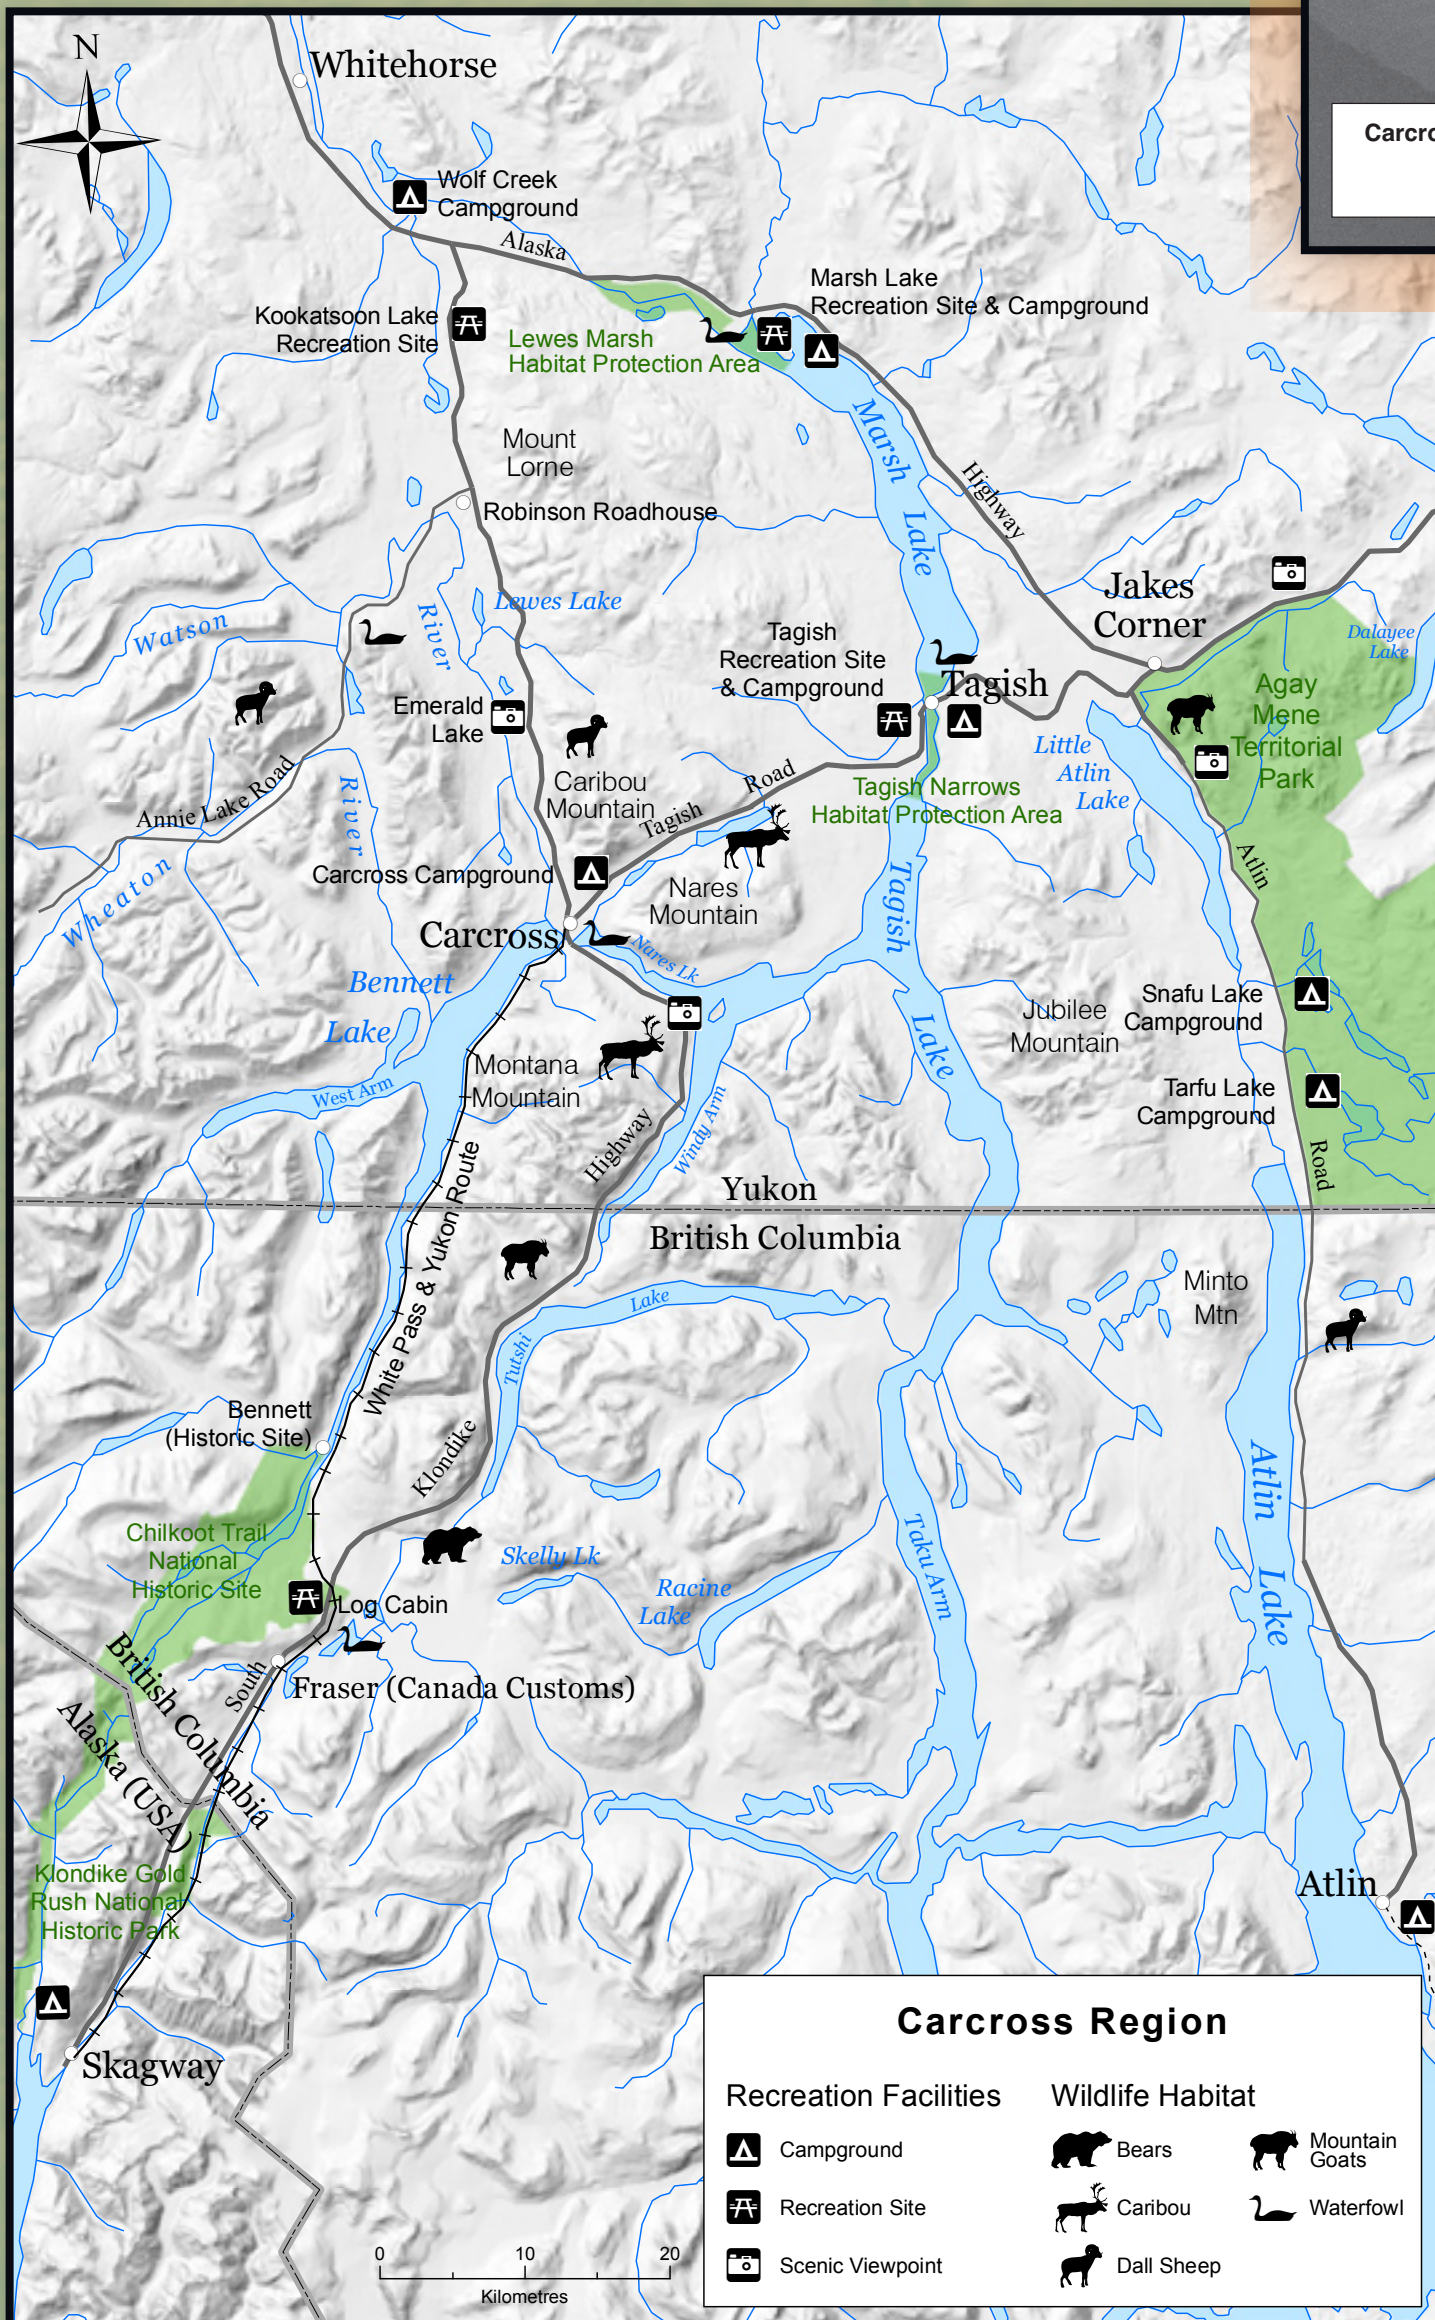 N
Whitehorse
Carcro
Wolf Creek
Campground
Alaska
Marsh Lake
Recreation Site & Campground
Kookatsoon Lake
Recreation Site
Lewes Marsh
Habitat Protection Area
Marsh
Lake
Highway
Mount
Lorne
Robinson Roadhouse
Jakes
Corner
Lewes Lake
River
Watson
Tagish
Recreation Site
& Campground
Tagish
Dalayee
Lake
Agay
Mene
Territorial
Park
Emerald
Lake
Little
Atlin
Lake
Caribou
Mountain
Tagish
Road
Tagish Narrows
Habitat Protection Area
Annie Lake Road
River
Wheaton
Carcross Campground
Nares
Mountain
Atlin
Carcross
Nares Lk
Tagish
Lake
Bennett
Lake
Jubilee
Mountain
Snafu Lake
Campground
Montana
Mountain
West Arm
Tarfu Lake
Campground
Highway
Windy Arm
Road
Yukon
British Columbia
White Pass & Yukon Route
Lake
Tutshi
Minto
Mtn
Bennett
(Historic Site)
Klondike
Atlin
Lake
Chilkoot Trail
National
Historic Site
Skelly Lk
Racine
Lake
Taku Arm
Log Cabin
British Columbia
Alaska (USA)
South
Fraser (Canada Customs)
Klondike Gold
Rush National
Historic Park
Atlin
Skagway
Carcross Region
Recreation Facilities
Wildlife Habitat
Campground
Bears
Mountain
Goats
Recreation Site
Caribou
Waterfowl
Scenic Viewpoint
Dall Sheep
0 10 20
Kilometres